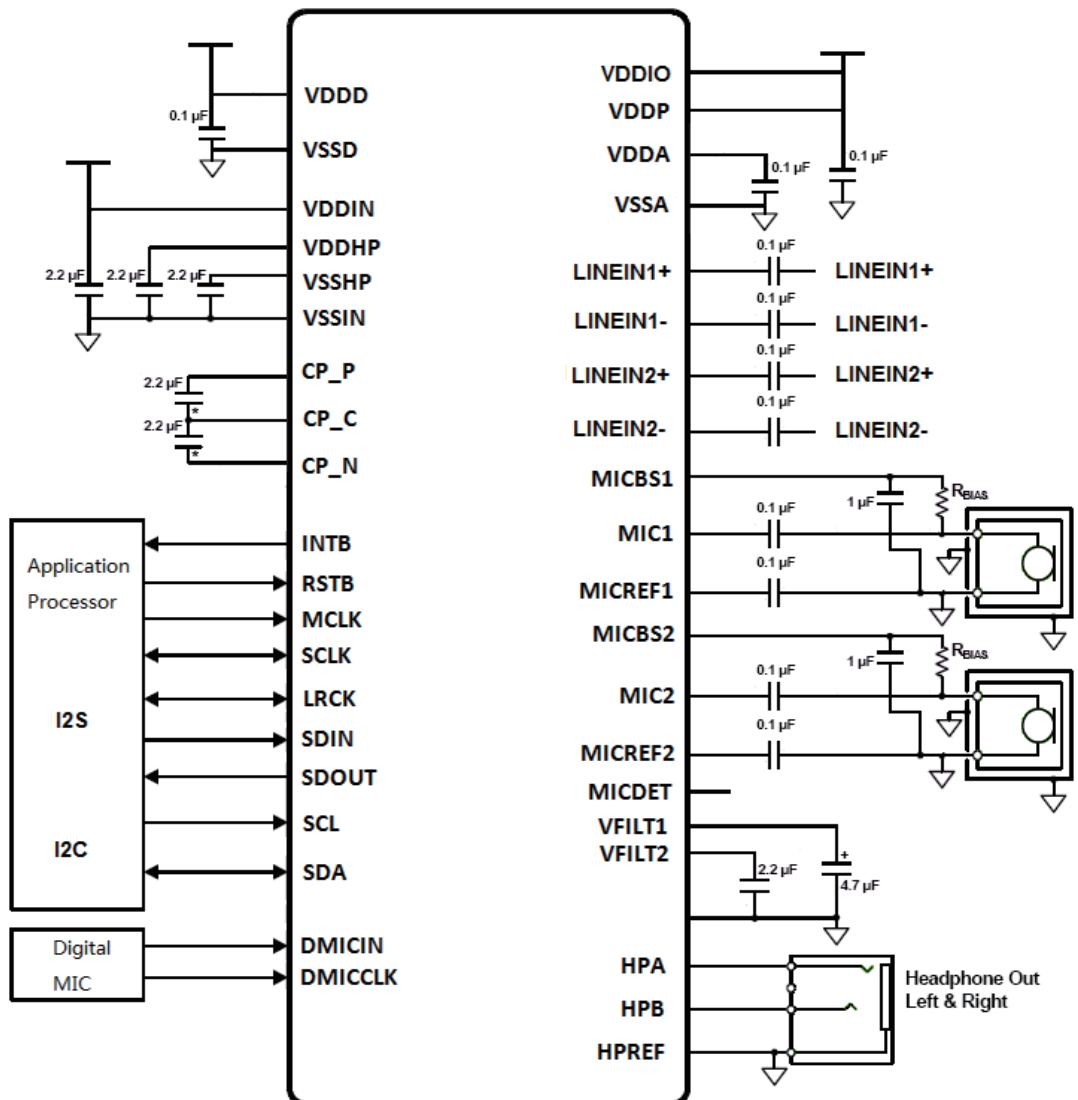 VDDD
0.1 µF
VSSD
VDDIN
VDDHP
2.2 µF 2.2 µF 2.2 µF
VSSHP
VSSIN
CP_P
2.2 µF
*
CP_C
2.2 µF
*
CP_N
Application
Processor
I2S
I2C
INTB
RSTB
MCLK
SCLK
LRCK
SDIN
SDOUT
SCL
SDA
Digital
MIC
DMICIN
DMICCLK
VDDIO
VDDP
0.1 µF
VDDA
0.1 µF
VSSA
0.1 µF
LINEIN1+ LINEIN1+
0.1 µF
LINEIN1- LINEIN1-
0.1 µF
LINEIN2+ LINEIN2+
0.1 µF
LINEIN2- LINEIN2-
MICBS1
1 µF
RBIAS
0.1 µF
MIC1
0.1 µF
MICREF1
MICBS2
1 µF
RBIAS
0.1 µF
MIC2
0.1 µF
MICREF2
MICDET
VFILT1
VFILT2
2.2 µF
+
4.7 µF
HPA
HPB
HPREF
Headphone Out
Left & Right